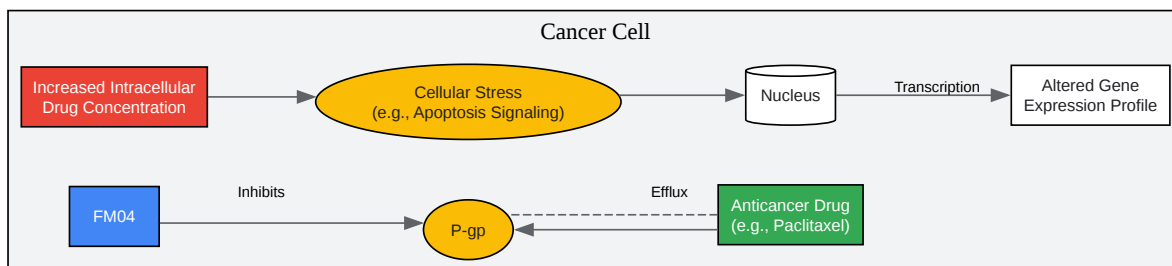 Cancer Cell
Increased Intracellular
Drug Concentration
Cellular Stress
(e.g., Apoptosis Signaling)
Nucleus
Transcription
Altered Gene
Expression Profile
FM04
Inhibits
P-gp
Efflux
Anticancer Drug
(e.g., Paclitaxel)